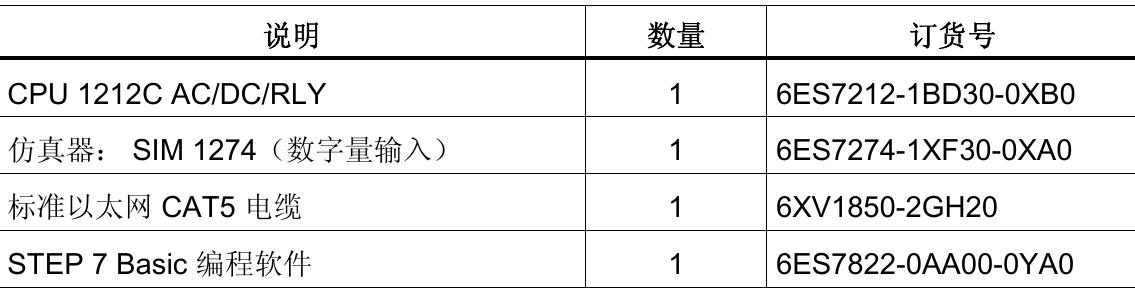 说明 数量 订货号
CPU 1212C AC/DC/RLY 1 6ES7212-1BD30-0XB0
仿真器： SIM 1274（数字量输入） 1 6ES7274-1XF30-0XA0
标准以太网 CAT5 电缆 1 6XV1850-2GH20
STEP 7 Basic 编程软件 1 6ES7822-0AA00-0YA0